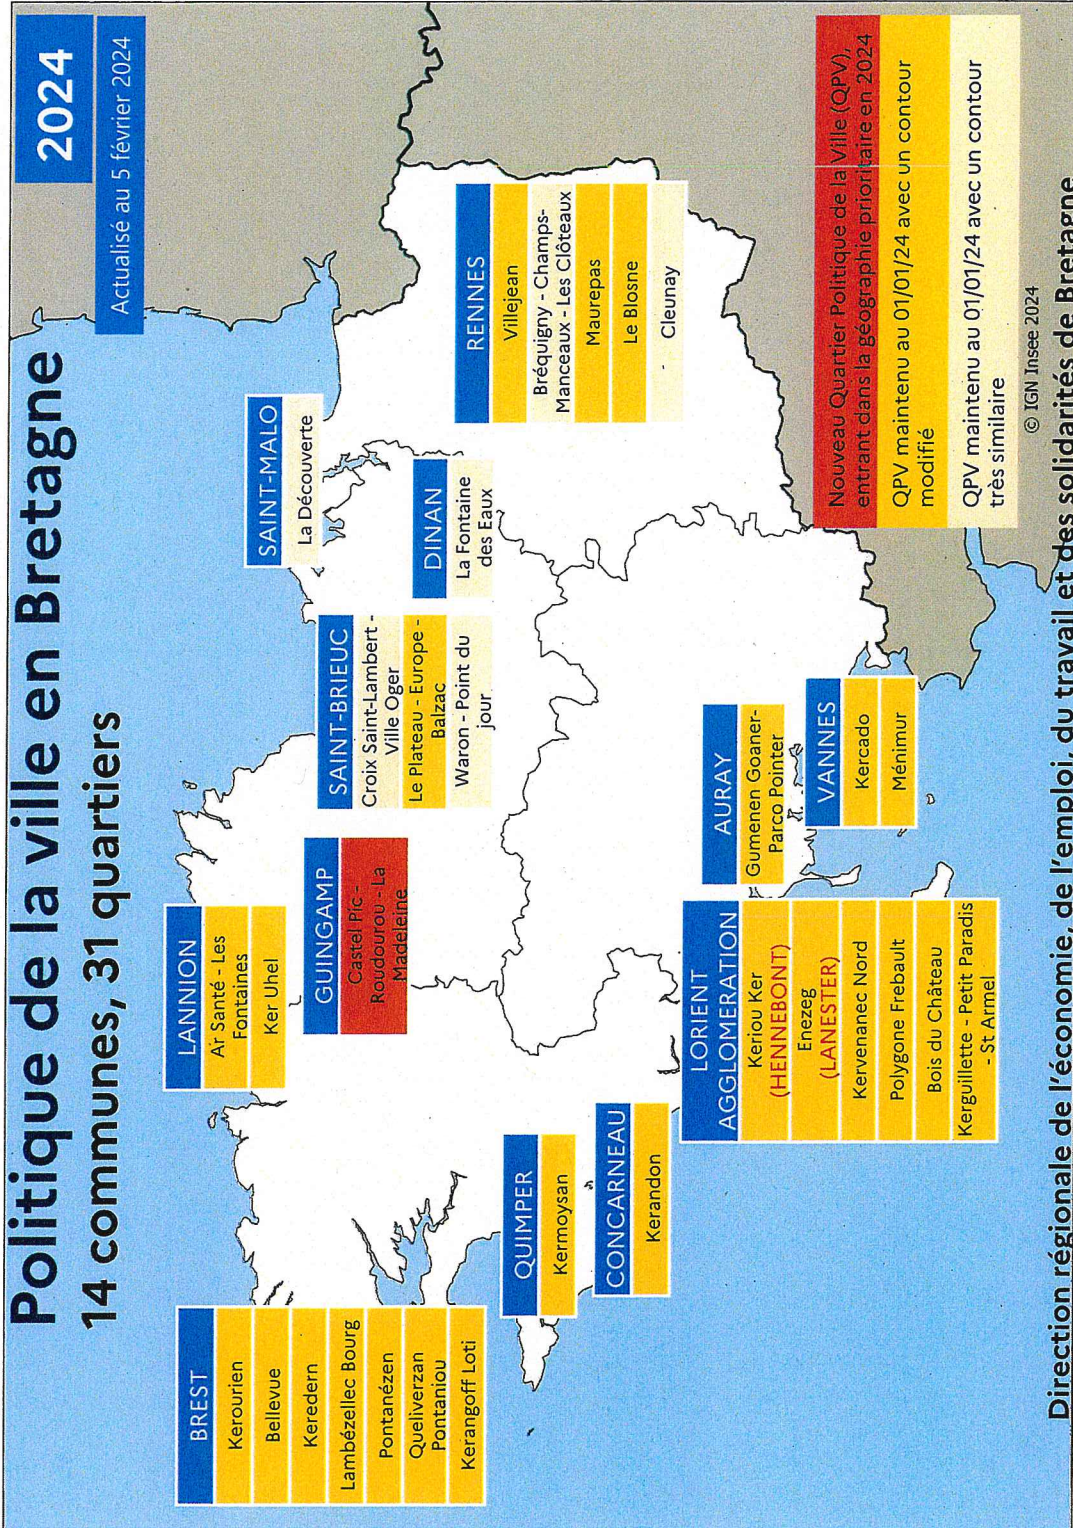 Politique de la ville en Bretagne
14 communes, 31 quartiers
2024
Actualisé au 5 février 2024
BREST
Kerourien
Bellevue
Keredern
Lambézellec Bourg
Pontanézen
Queliverzan
Pontaniou
Kerangoff Loti
LANNION
Ar Santé - Les
Fontaines
Ker Uhel
GUINGAMP
Castel Pic -
Roudourou - La
Madeleine
SAINT-BRIEUC
Croix Saint-Lambert -
Ville Oger
Le Plateau - Europe -
Balzac
Waron - Point du
jour
SAINT-MALO
La Découverte
DINAN
La Fontaine
des Eaux
RENNES
Villejean
Bréquigny - Champs-
Manceaux - Les Clôteaux
Maurepas
Le Blosne
Cleunay
QUIMPER
Kermoysan
CONCARNEAU
Kerandon
LORIENT
AGGLOMERATION
Keriou Ker
(HENNEBONT)
Enezeg
(LANESTER)
Kervenanec Nord
Polygone Frebault
Bois du Château
Kerguillette - Petit Paradis
- St Armel
AURAY
Gumenen Goaner-
Parco Pointer
VANNES
Kercado
Ménimur
Nouveau Quartier Politique de la Ville (QPV),
entrant dans la géographie prioritaire en 2024
QPV maintenu au 01/01/24 avec un contour
modifié
QPV maintenu au 01/01/24 avec un contour
très similaire
© IGN Insee 2024
Direction régionale de l'économie, de l'emploi, du travail et des solidarités de Bretagne